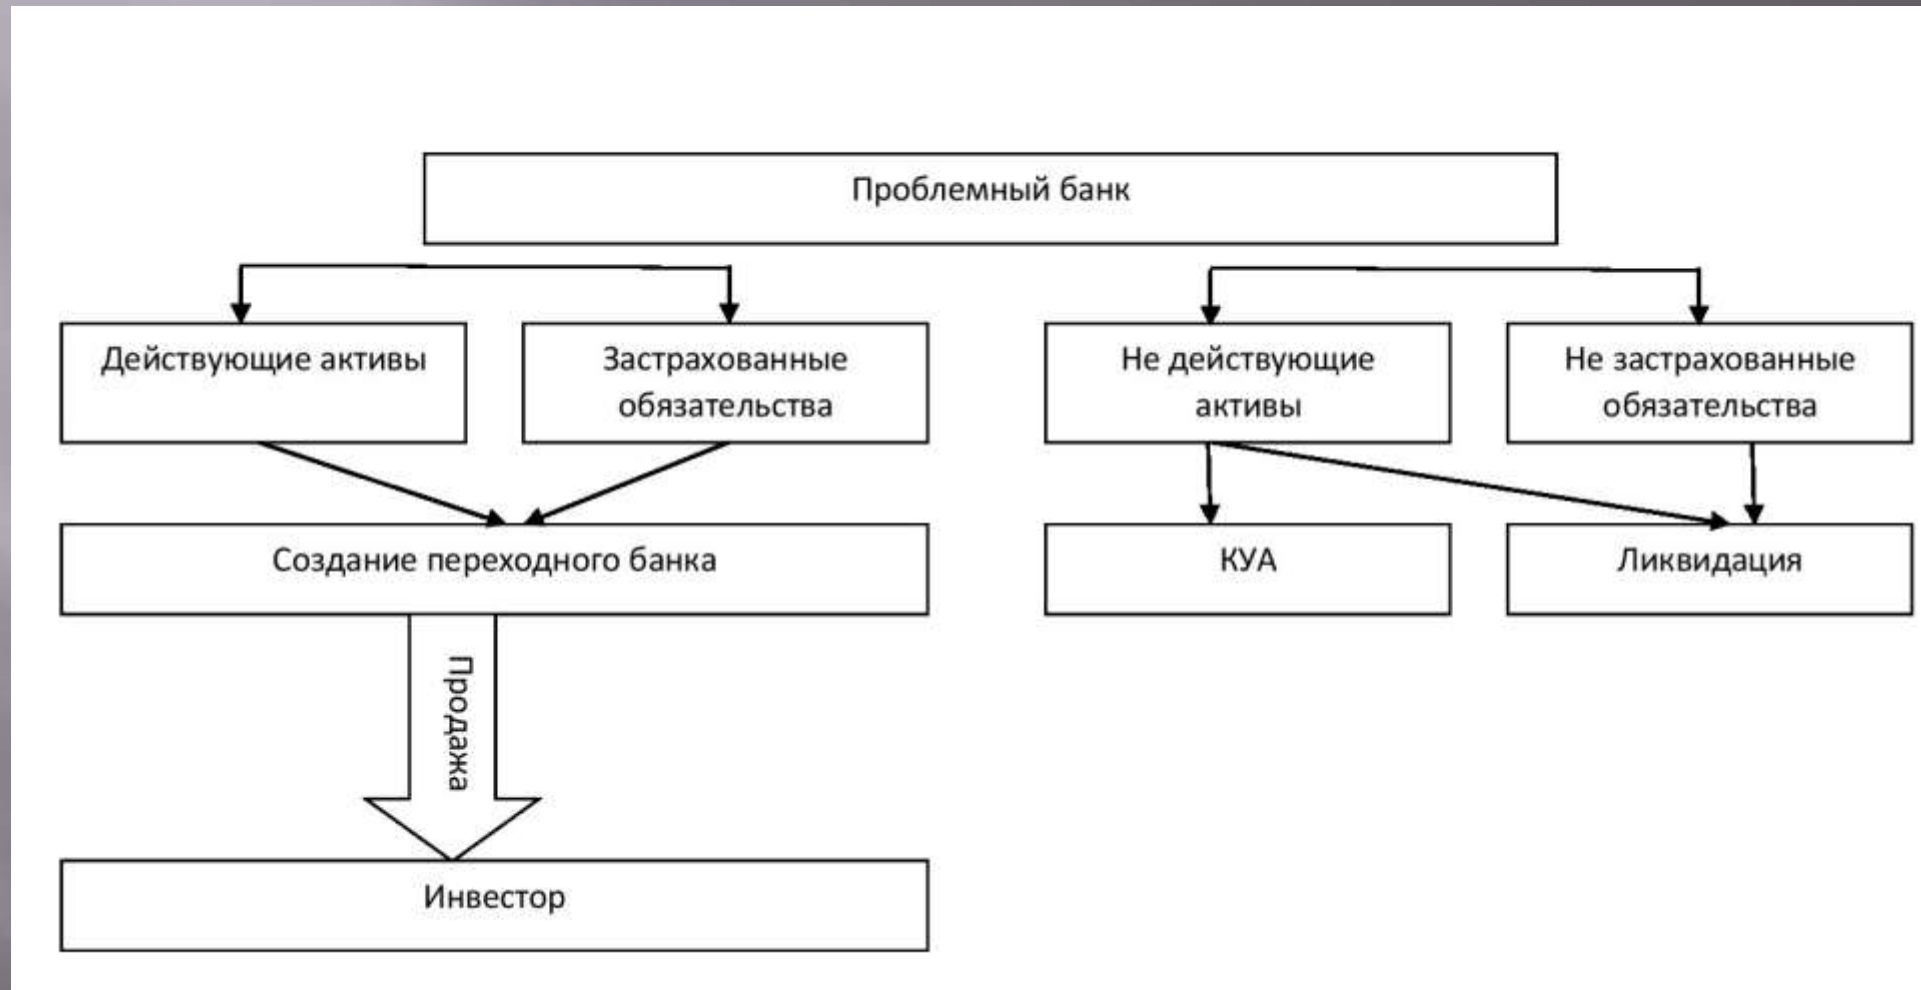 Проблемный банк
Действующие активы
Застрахованные
обязательства
Не действующие
активы
Не застрахованные
обязательства
Создание переходного банка
КУА
Ликвидация
Продажа
Инвестор